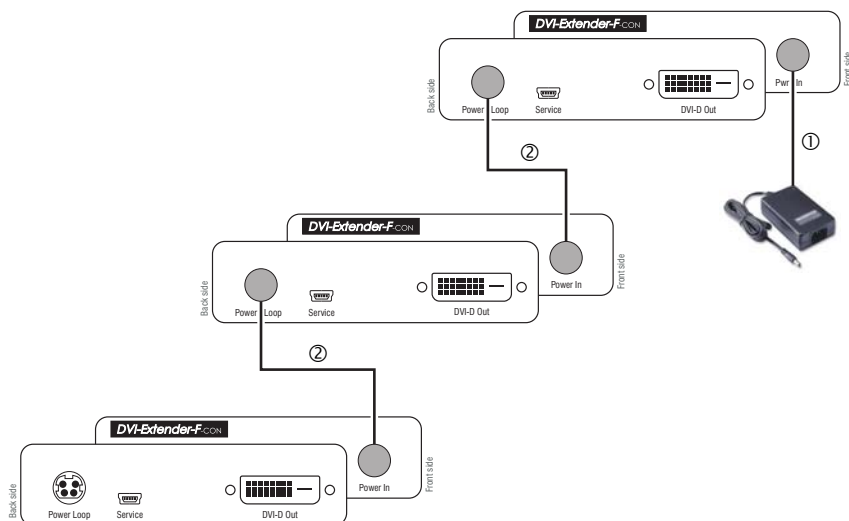 DVI-Extender-F-CON
Back side
Power Loop
Service
DVI-D Out
Pwr In
Front side
①
②
DVI-Extender-F-CON
Back side
Power Loop
Service
DVI-D Out
Power In
Front side
②
DVI-Extender-F-CON
Back side
Power Loop
Service
DVI-D Out
Power In
Front side